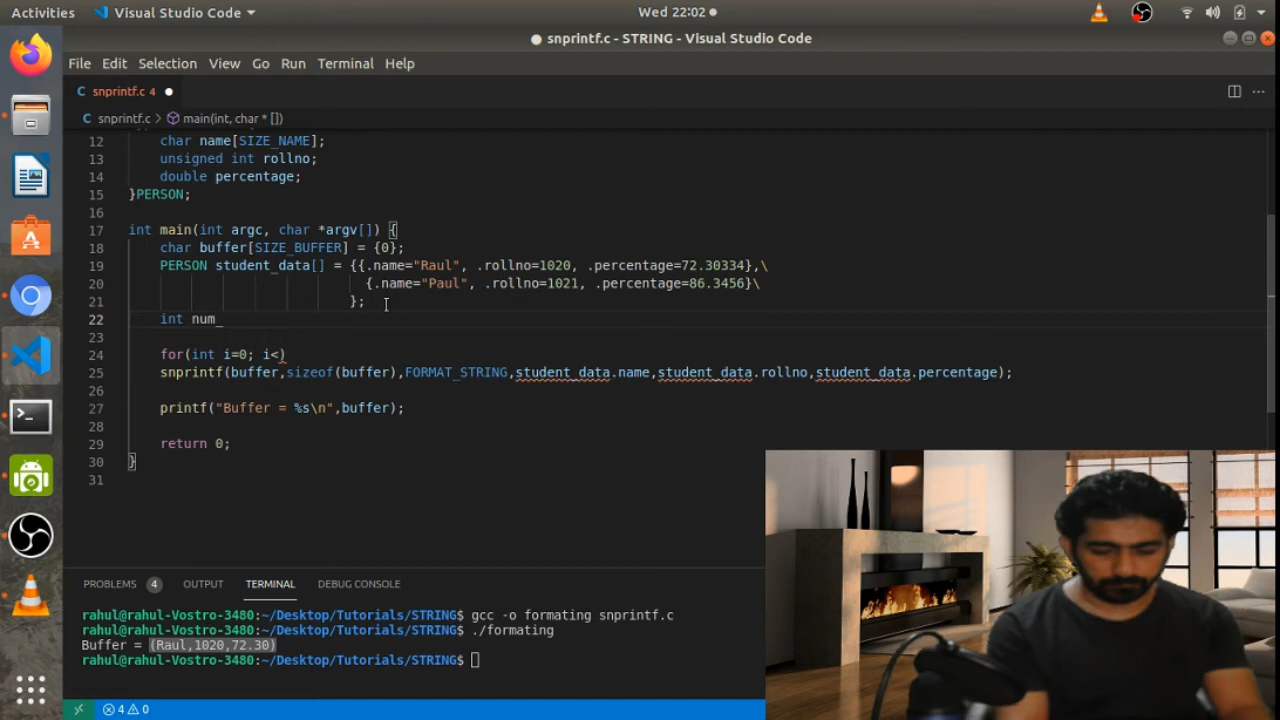 Activities Visual Studio Code Wed 22:02
snprintf.c - STRING - Visual Studio Code
File Edit Selection View Go Run Terminal Help
C snprintf.c 4
C snprintf.c > main(int, char * [])
12 char name[SIZE_NAME];
13 unsigned int rollno;
14 double percentage;
15 }PERSON;
16
17 int main(int argc, char *argv[]) {
18 char buffer[SIZE_BUFFER] = {0};
19 PERSON student_data[] = {{.name="Raul", .rollno=1020, .percentage=72.30334},\
20 {.name="Paul", .rollno=1021, .percentage=86.3456}\
21 };
22 int num_
23
24 for(int i=0; i<)
25 snprintf(buffer,sizeof(buffer),FORMAT_STRING,student_data.name,student_data.rollno,student_data.percentage);
26
27 printf("Buffer = %s\n",buffer);
28
29 return 0;
30 }
31
PROBLEMS 4 OUTPUT TERMINAL DEBUG CONSOLE
rahul@rahul-Vostro-3480:~/Desktop/Tutorials/STRING$ gcc -o formating snprintf.c
rahul@rahul-Vostro-3480:~/Desktop/Tutorials/STRING$ ./formating
Buffer = (Raul,1020,72.30)
rahul@rahul-Vostro-3480:~/Desktop/Tutorials/STRING$
4 0